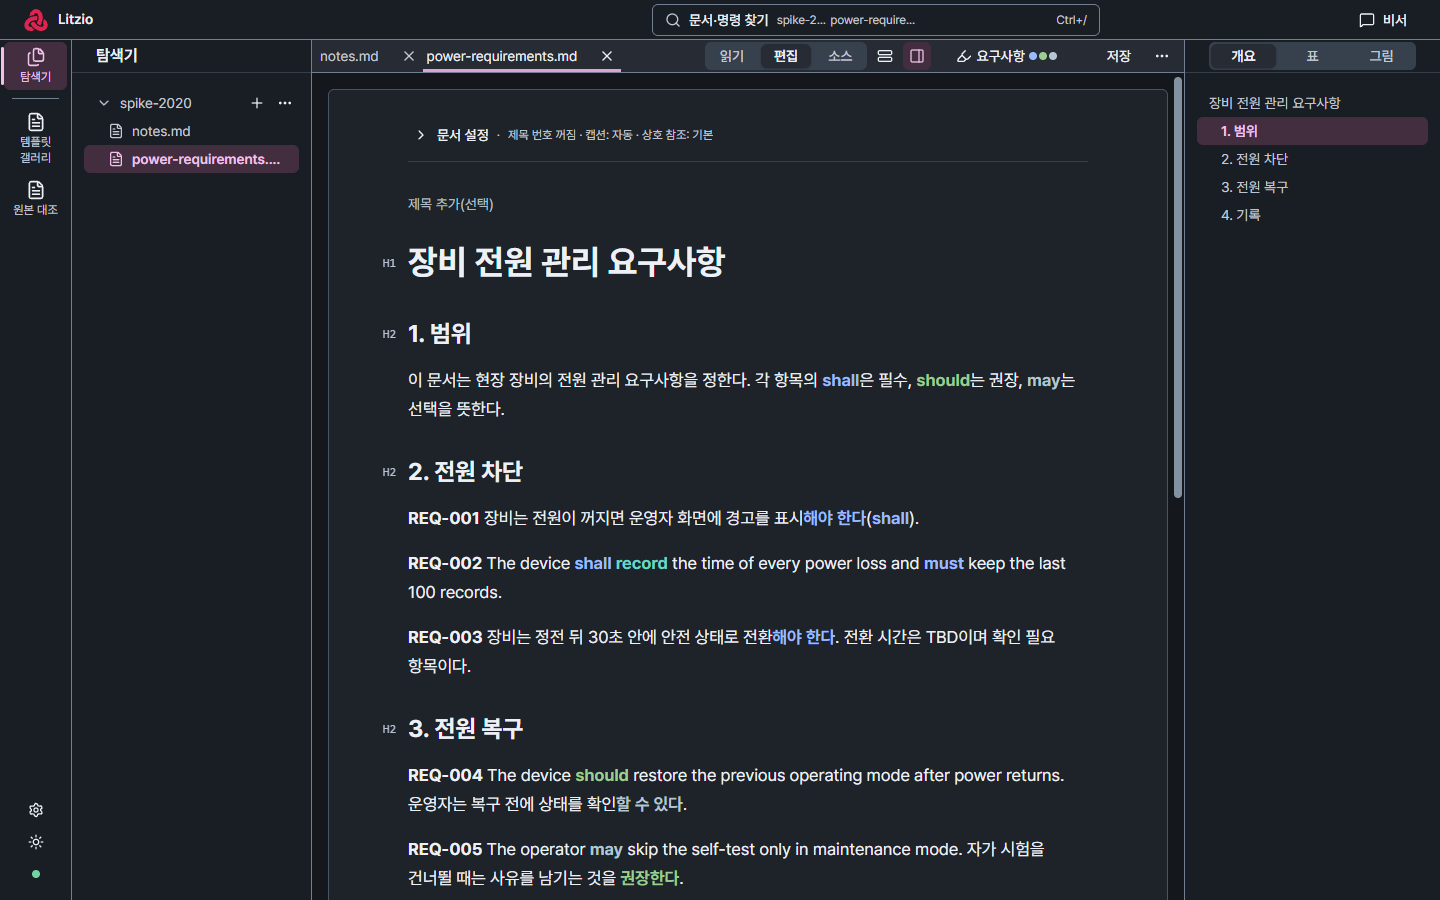 Litzio
문서·명령 찾기 spike-2... power-require... Ctrl+/
비서
탐색기
템플릿
갤러리
원본 대조
탐색기
spike-2020
notes.md
power-requirements....
notes.md
power-requirements.md
읽기 편집 소스
요구사항
저장
문서 설정 · 제목 번호 꺼짐 · 캡션: 자동 · 상호 참조: 기본
제목 추가(선택)
H1 장비 전원 관리 요구사항
H2 1. 범위
이 문서는 현장 장비의 전원 관리 요구사항을 정한다. 각 항목의 shall은 필수, should는 권장, may는
선택을 뜻한다.
H2 2. 전원 차단
REQ-001 장비는 전원이 꺼지면 운영자 화면에 경고를 표시해야 한다(shall).
REQ-002 The device shall record the time of every power loss and must keep the last
100 records.
REQ-003 장비는 정전 뒤 30초 안에 안전 상태로 전환해야 한다. 전환 시간은 TBD이며 확인 필요
항목이다.
H2 3. 전원 복구
REQ-004 The device should restore the previous operating mode after power returns.
운영자는 복구 전에 상태를 확인할 수 있다.
REQ-005 The operator may skip the self-test only in maintenance mode. 자가 시험을
건너뛸 때는 사유를 남기는 것을 권장한다.
개요 표 그림
장비 전원 관리 요구사항
1. 범위
2. 전원 차단
3. 전원 복구
4. 기록